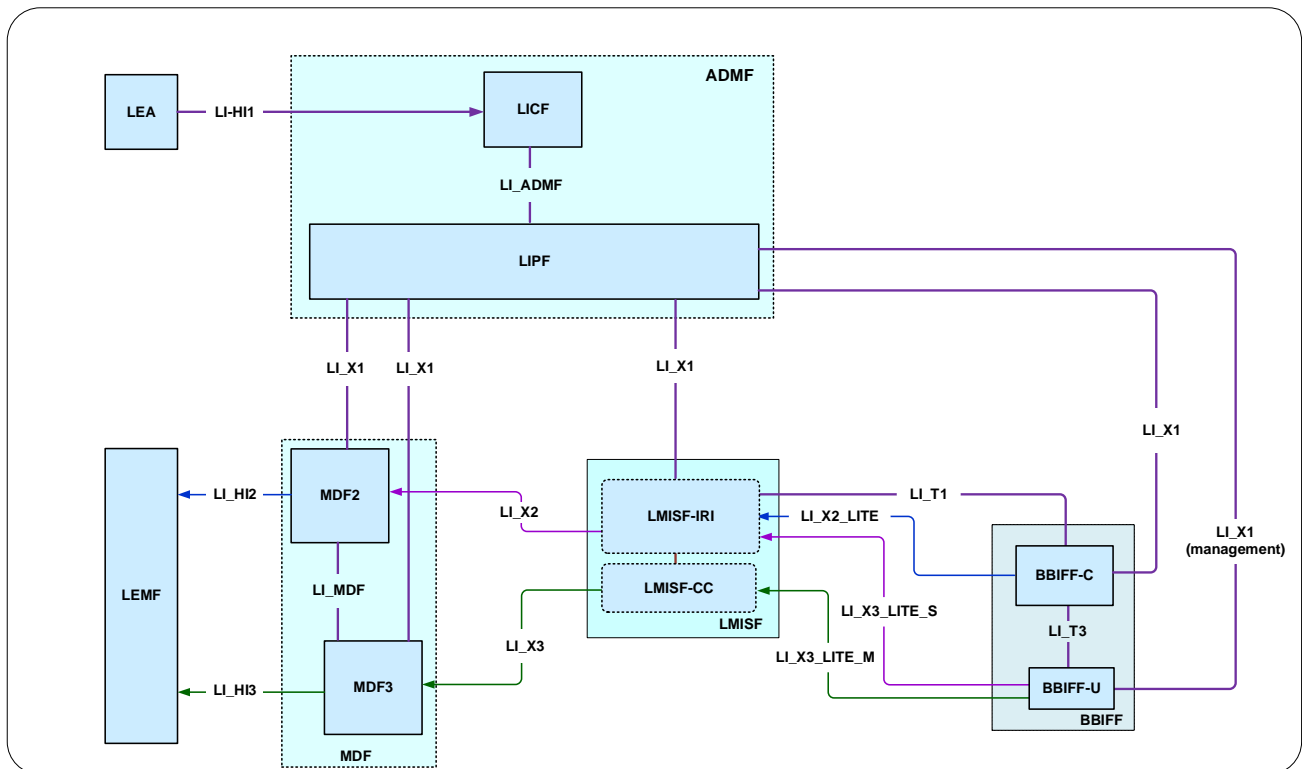 ADMF
LEA
LI-HI1
LICF
LI_ADMF
LIPF
LI_X1
LI_X1
LI_X1
LI_X1
LI_X1
(management)
LEMF
LI_HI2
MDF2
LI_X2
LMISF-IRI
LI_T1
LI_X2_LITE
LI_MDF
LMISF-CC
LMISF
BBIFF-C
LI_X3_LITE_S
LI_T3
LI_X3
LI_X3_LITE_M
LI_HI3
MDF3
BBIFF-U
BBIFF
MDF